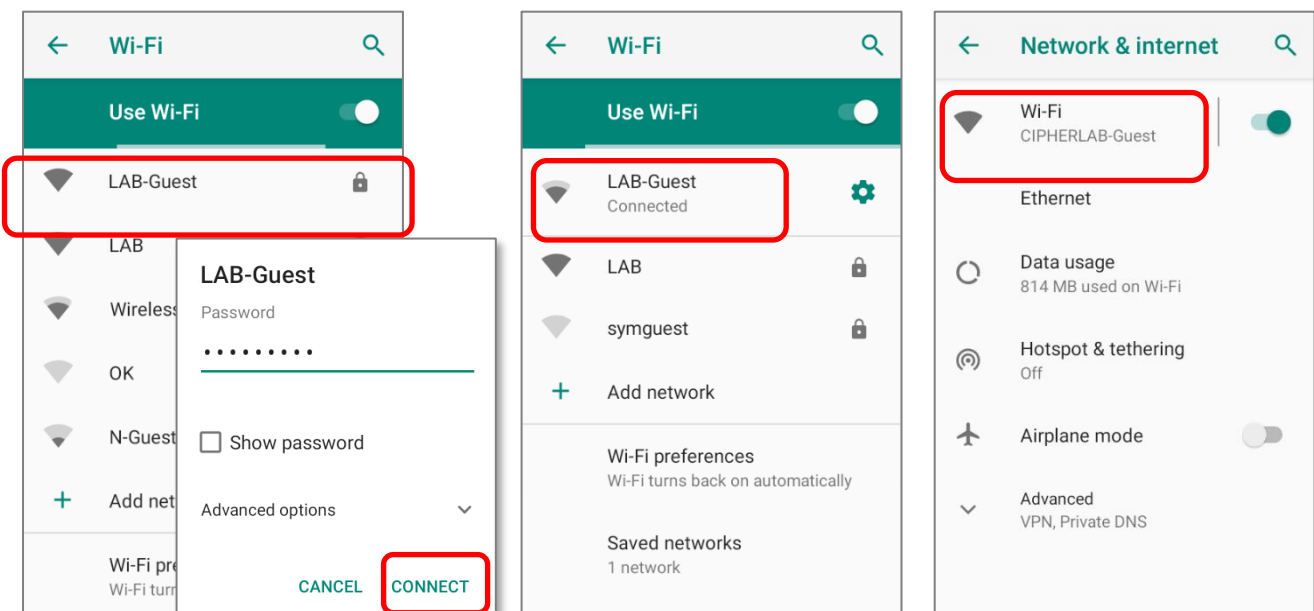 Wi-Fi
Use Wi-Fi
LAB-Guest
LAB
Wireless
OK
N-Guest
Add net
Wi-Fi pre
Wi-Fi turr
LAB-Guest
Password
•••••••••
Show password
Advanced options
CANCEL CONNECT
Wi-Fi
Use Wi-Fi
LAB-Guest
Connected
LAB
symguest
Add network
Wi-Fi preferences
Wi-Fi turns back on automatically
Saved networks
1 network
Network & internet
Wi-Fi
CIPHERLAB-Guest
Ethernet
Data usage
814 MB used on Wi-Fi
Hotspot & tethering
Off
Airplane mode
Advanced
VPN, Private DNS